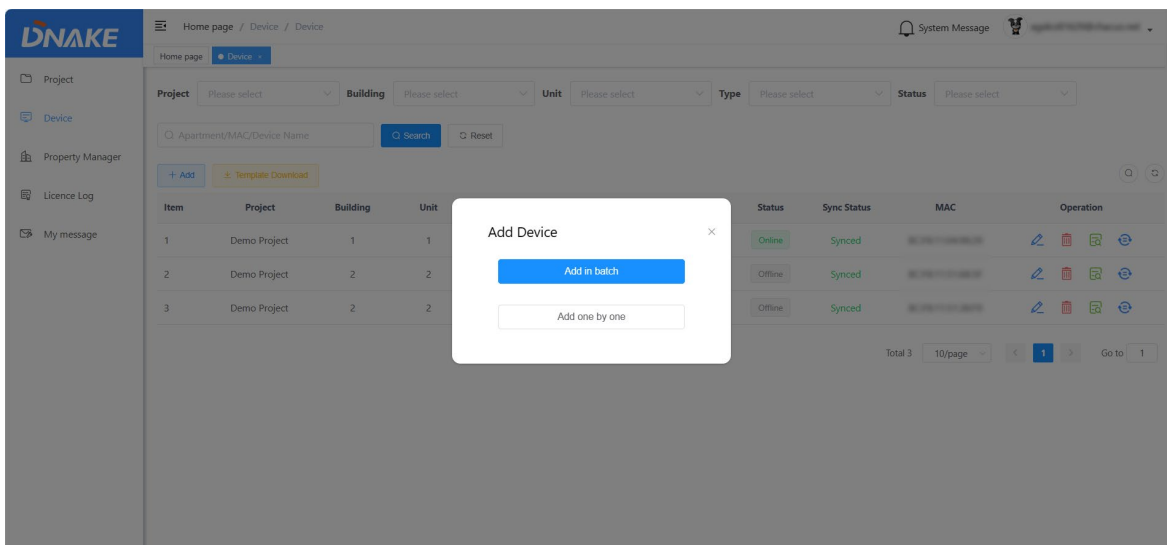 DNAKE
Home page / Device / Device
System Message
Home page
Device ×
Project
Device
Property Manager
Licence Log
My message
Project Please select Building Please select Unit Please select Type Please select Status Please select
Apartment/MAC/Device Name Search Reset
+ Add Template Download
Item Project Building Unit Status Sync Status MAC Operation
1 Demo Project 1 1 Online Synced
2 Demo Project 2 2 Offline Synced
3 Demo Project 2 2 Offline Synced
Add Device ×
Add in batch
Add one by one
Total 3 10/page < 1 > Go to 1